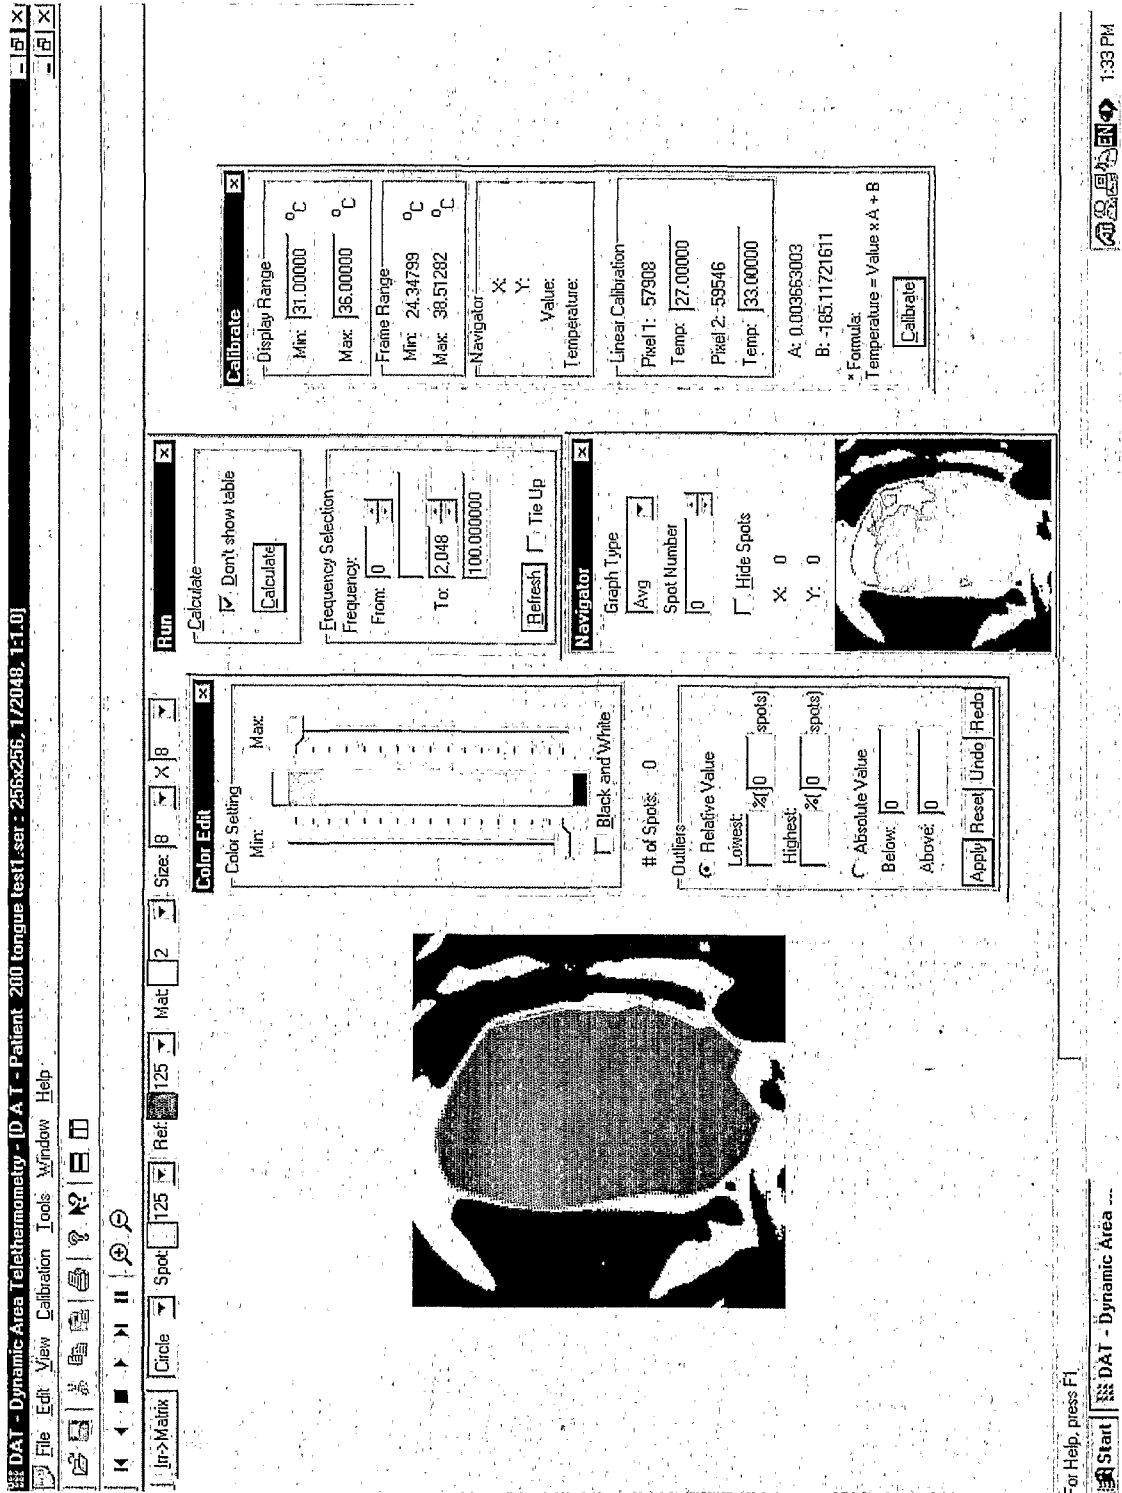 DAT - Dynamic Area Telethermometry - [D A T - Patient 200 tongue test1.ser : 256x256, 1/2048, 1:1.0]
File Edit View Calibration Tools Window Help
Irr->Matrix Circle Spot: 125 Ref: 125 Mat: 2 Size: 8 X 8
Color Edit
Color Setting
Min: Max:
Black and White
# of Spots: 0
Outliers
Relative Value
Lowest:
%( 0 spots)
Highest:
%( 0 spots)
Absolute Value
Below: 0
Above: 0
Apply Reset Undo Redo
Run
Calculate
Don't show table
Calculate
Frequency Selection
Frequency:
From: 0
To: 2,048
100.000000
Refresh Tie Up
Navigator
Graph Type
Avg
Spot Number
0
Hide Spots
X: 0
Y: 0
Calibrate
Display Range
Min: 31.00000 °C
Max: 36.00000 °C
Frame Range
Min: 24.34799 °C
Max: 38.51282 °C
Navigator
X:
Y:
Value:
Temperature:
Linear Calibration
Pixel 1: 57908
Temp: 27.00000
Pixel 2: 59546
Temp: 33.00000
A: 0.003663003
B: -185.11721611
* Formula:
Temperature = Value x A + B
Calibrate
For Help, press F1
Start DAT - Dynamic Area ... EN 1:33 PM